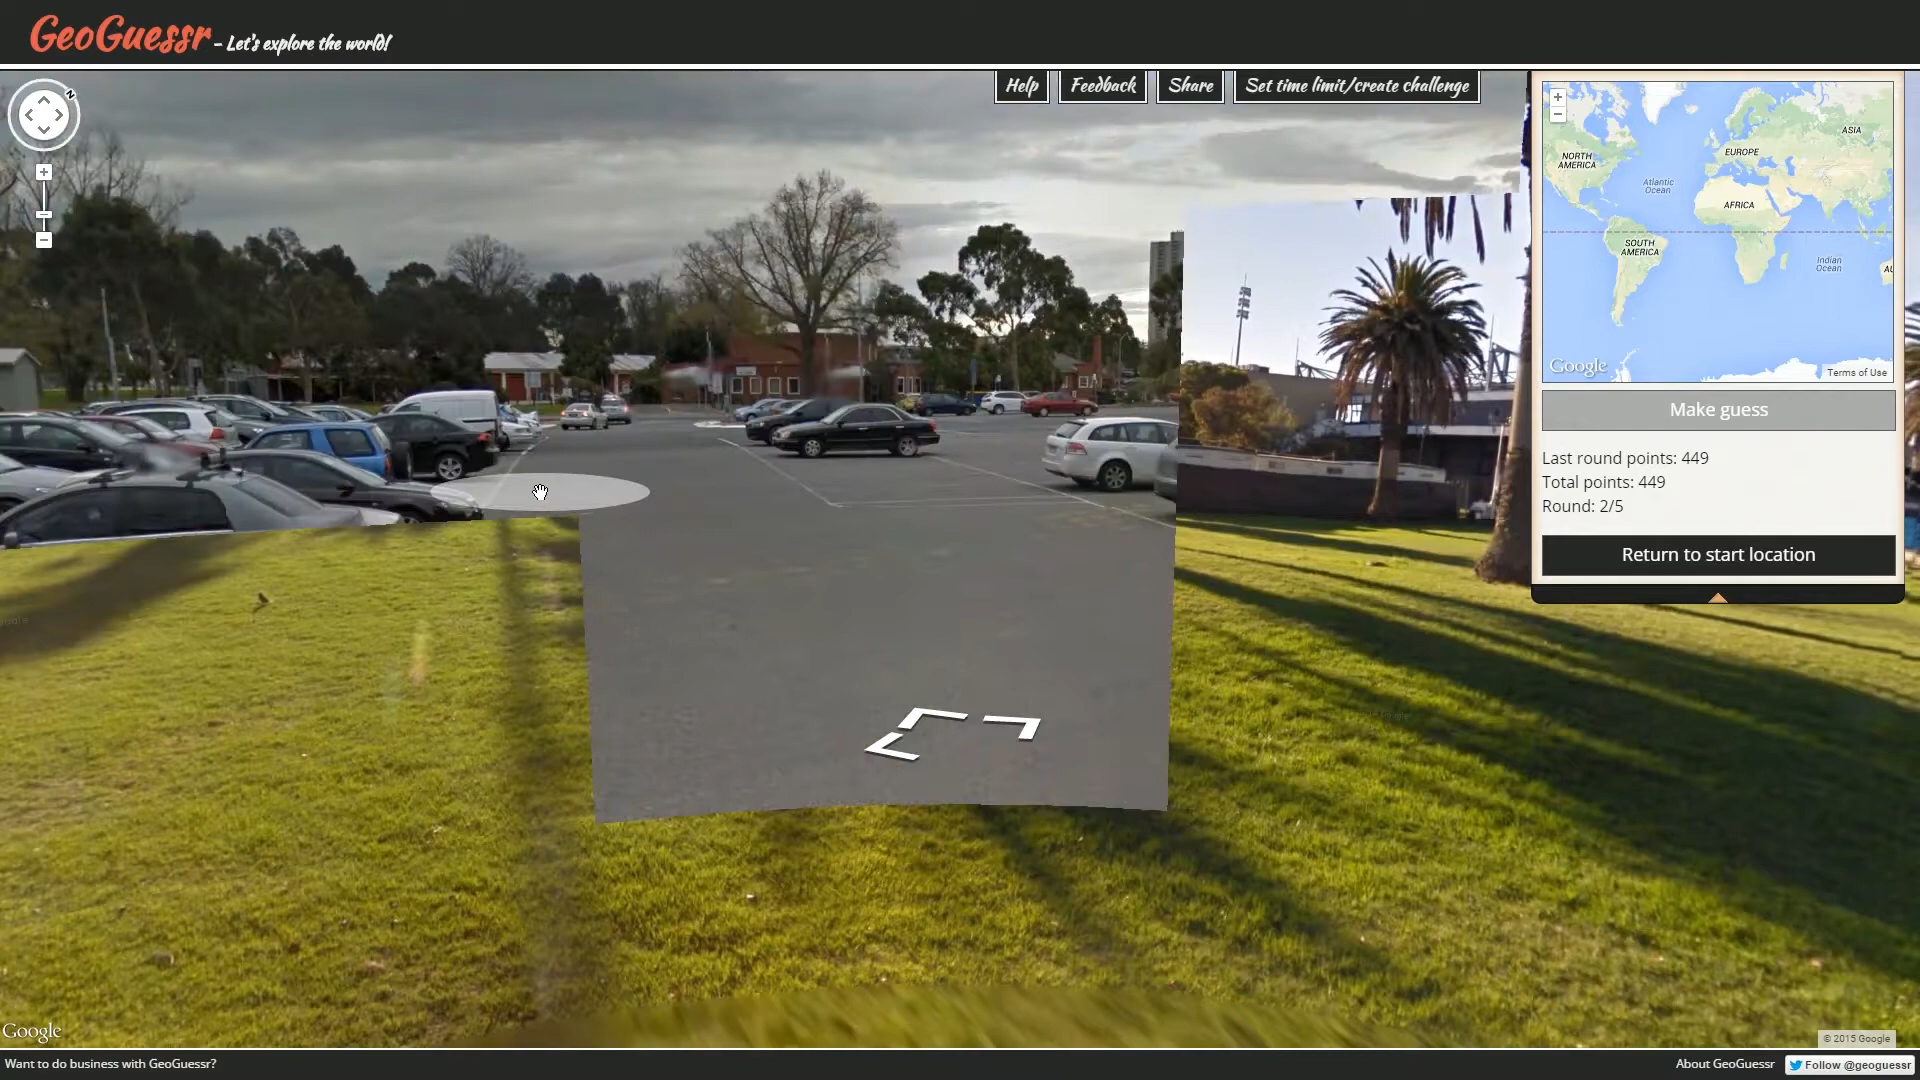 GeoGuessr - Let's explore the world!
N
Help
Feedback
Share
Set time limit/create challenge
+
−
+
−
NORTH
AMERICA
Atlantic
Ocean
EUROPE
ASIA
AFRICA
SOUTH
AMERICA
Indian
Ocean
AU
Google
Terms of Use
Make guess
Last round points: 449
Total points: 449
Round: 2/5
Return to start location
Google
© 2015 Google
Want to do business with GeoGuessr?
About GeoGuessr
Follow @geoguessr